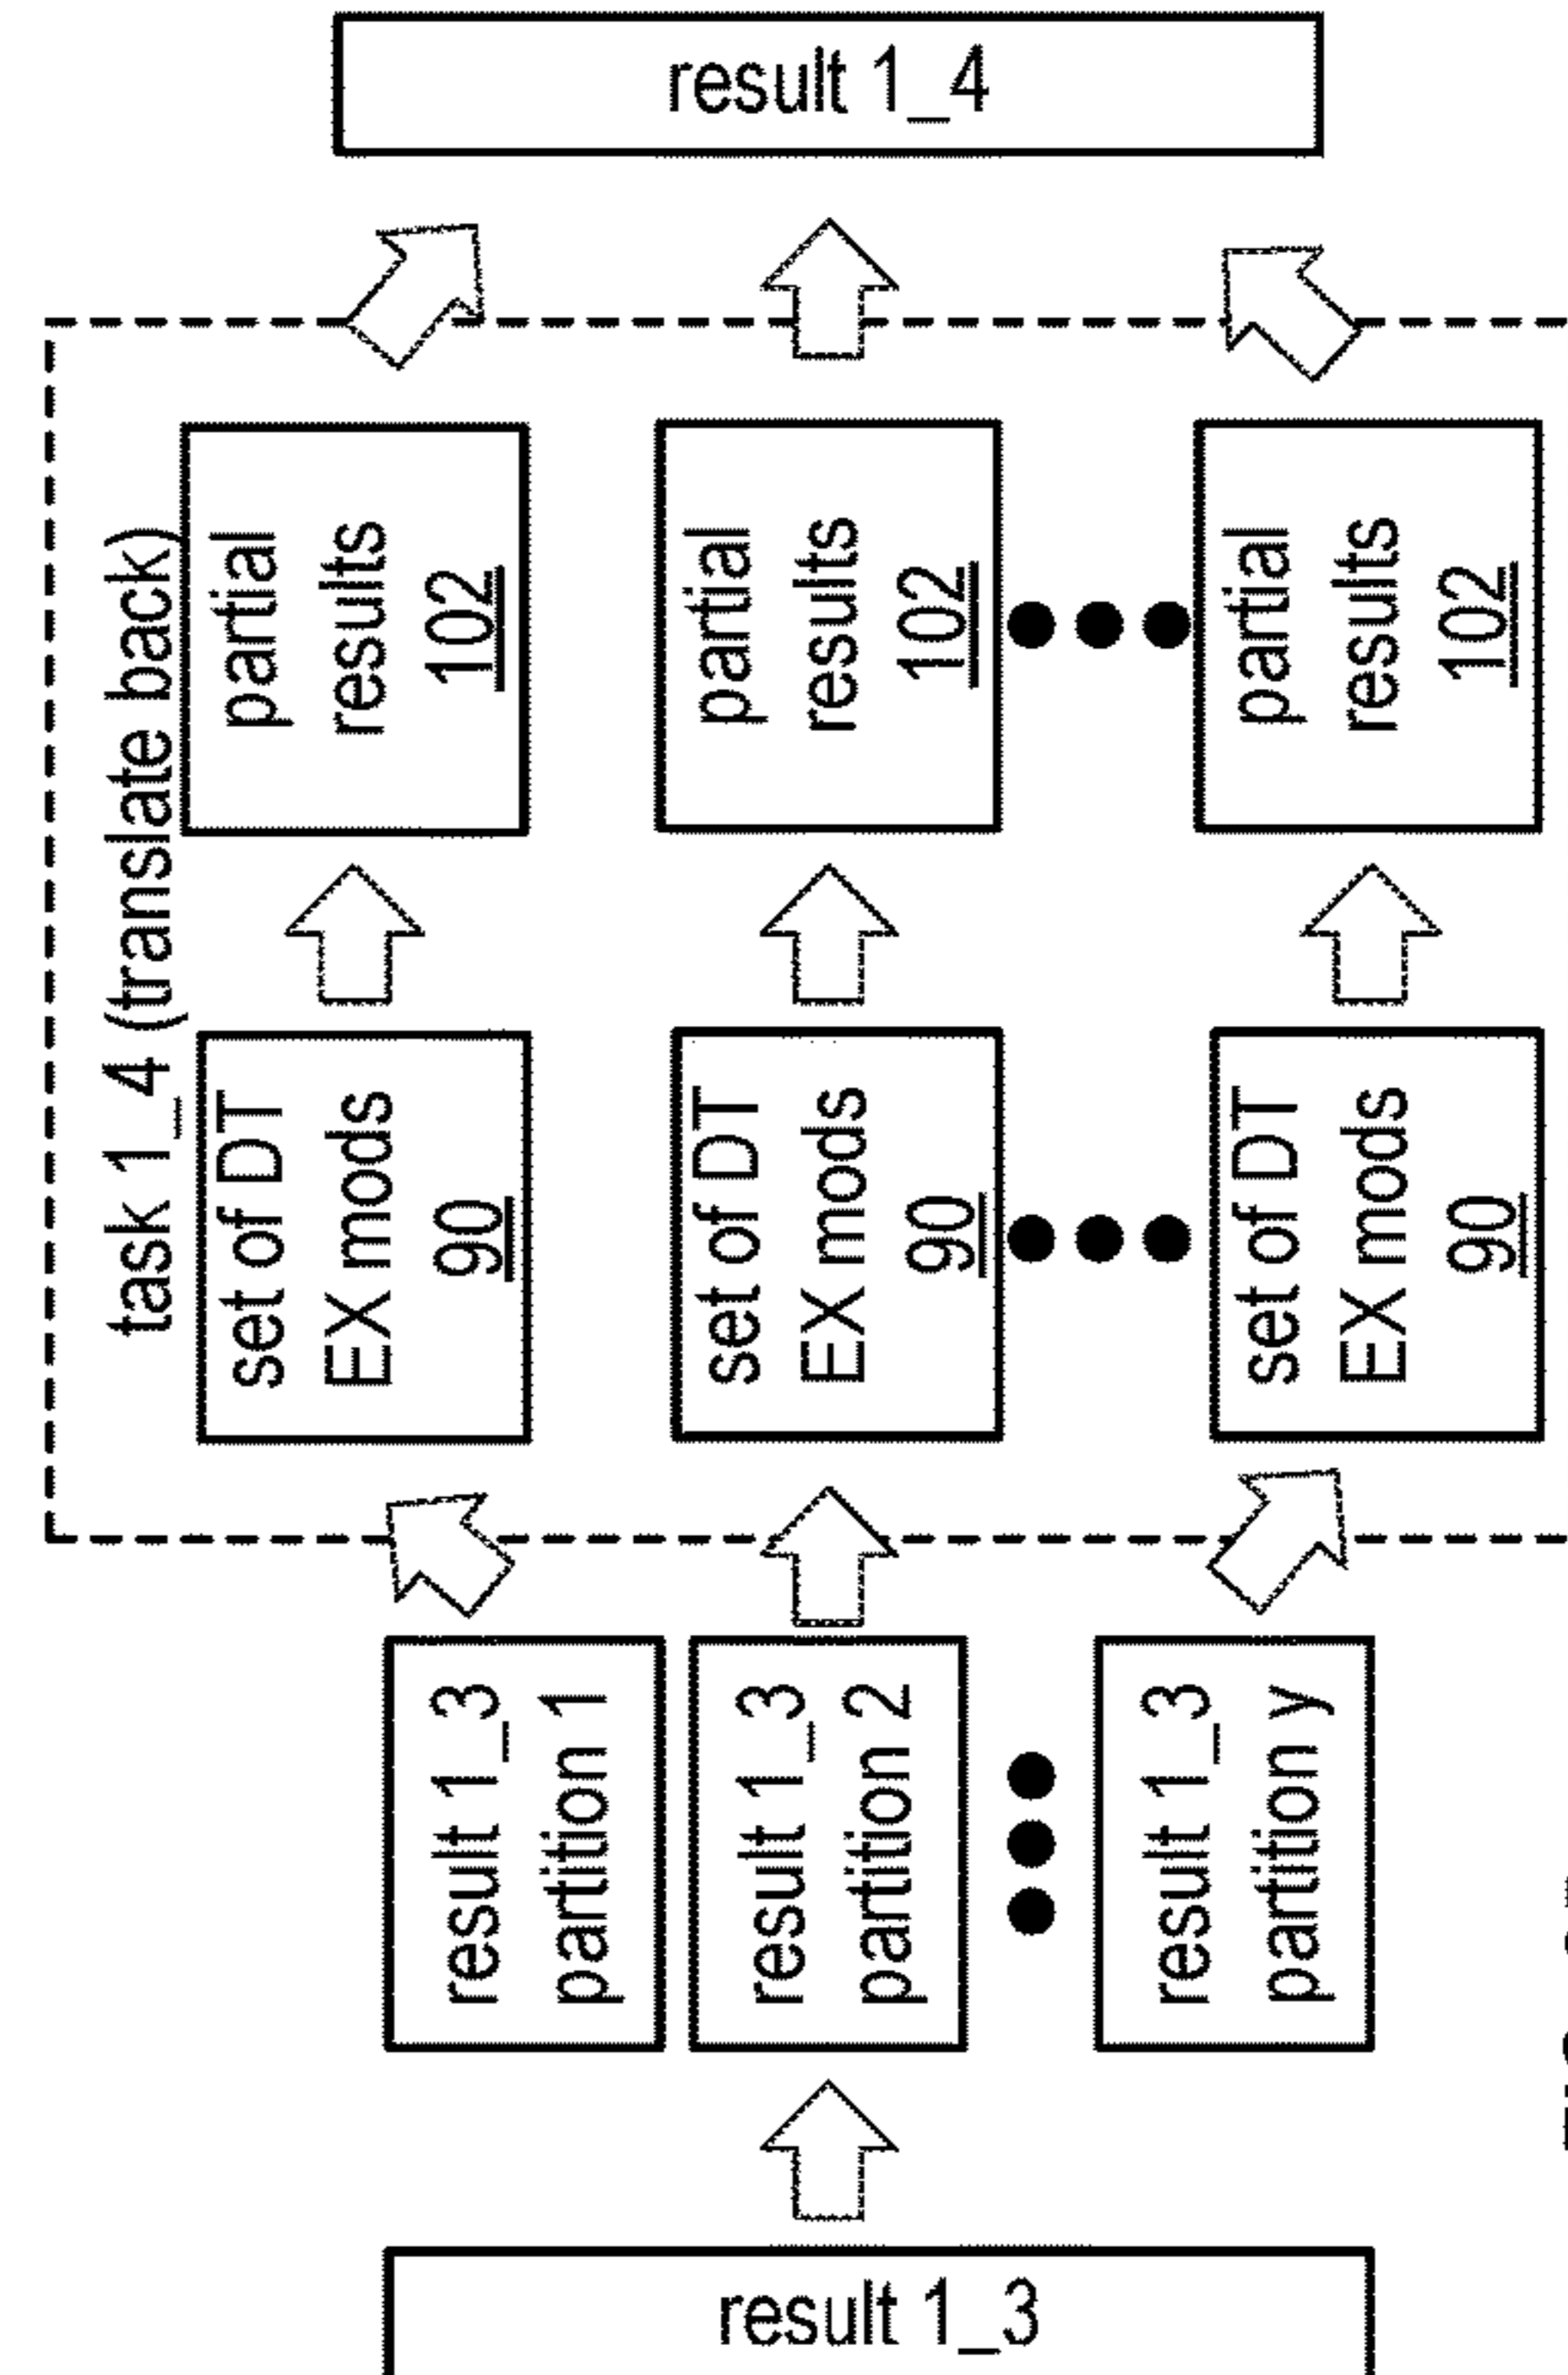 result 1_4
task 1_4 (translate back)
partial
results
102
partial
results
102
partial
results
102
set of DT
EX mods
90
set of DT
EX mods
90
set of DT
EX mods
90
result 1_3
partition 1
result 1_3
partition 2
result 1_3
partition y
result 1_3